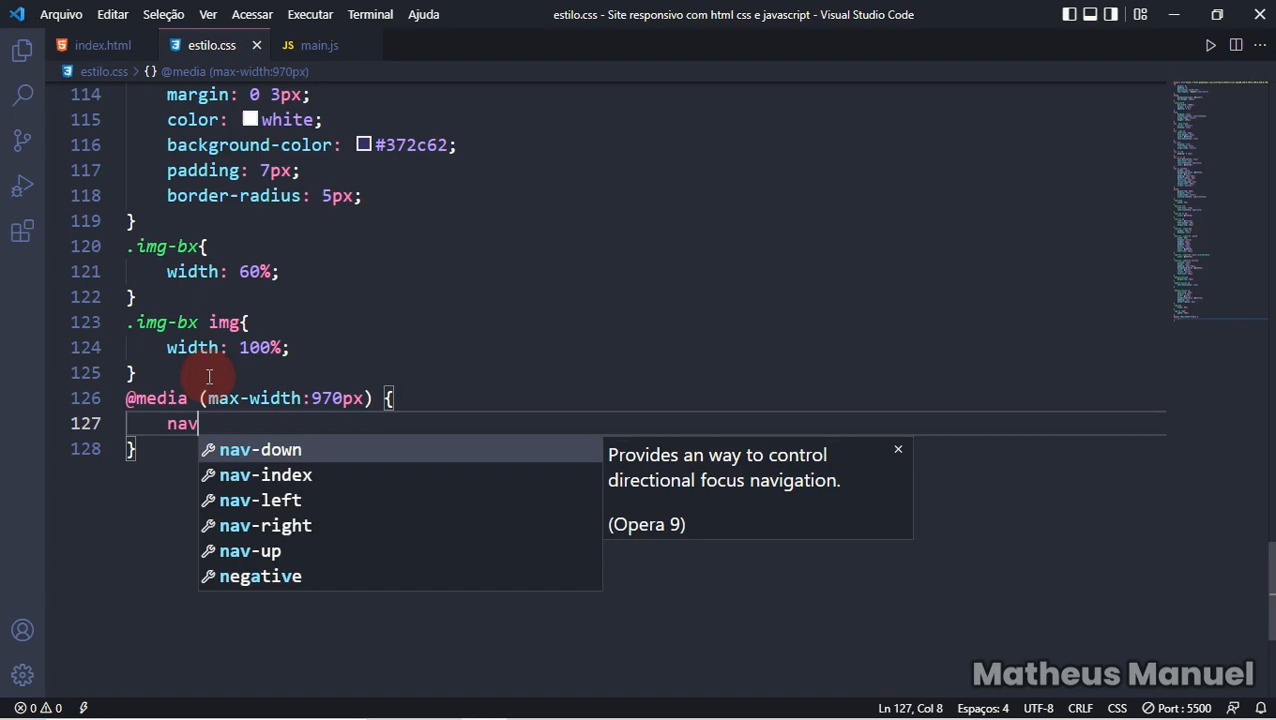 Arquivo Editar Seleção Ver Acessar Executar Terminal Ajuda
estilo.css - Site responsivo com html css e javascript - Visual Studio Code
index.html
estilo.css
JS main.js
estilo.css > {} @media (max-width:970px)
114 margin: 0 3px;
115 color: white;
116 background-color: #372c62;
117 padding: 7px;
118 border-radius: 5px;
119 }
120 .img-bx{
121 width: 60%;
122 }
123 .img-bx img{
124 width: 100%;
125 }
126 @media (max-width:970px) {
127 nav
128 }
nav-down
nav-index
nav-left
nav-right
nav-up
negative
Provides an way to control
directional focus navigation.
(Opera 9)
Matheus Manuel
0 0
Ln 127, Col 8 Espaços: 4 UTF-8 CRLF CSS Port : 5500